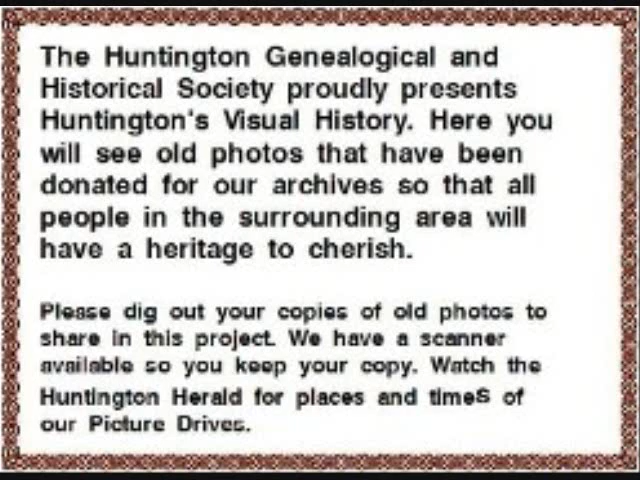 The Huntington Genealogical and
Historical Society proudly presents
Huntington's Visual History. Here you
will see old photos that have been
donated for our archives so that all
people in the surrounding area will
have a heritage to cherish.
Please dig out your copies of old photos to
share in this project. We have a scanner
available so you keep your copy. Watch the
Huntington Herald for places and times of
our Picture Drives.